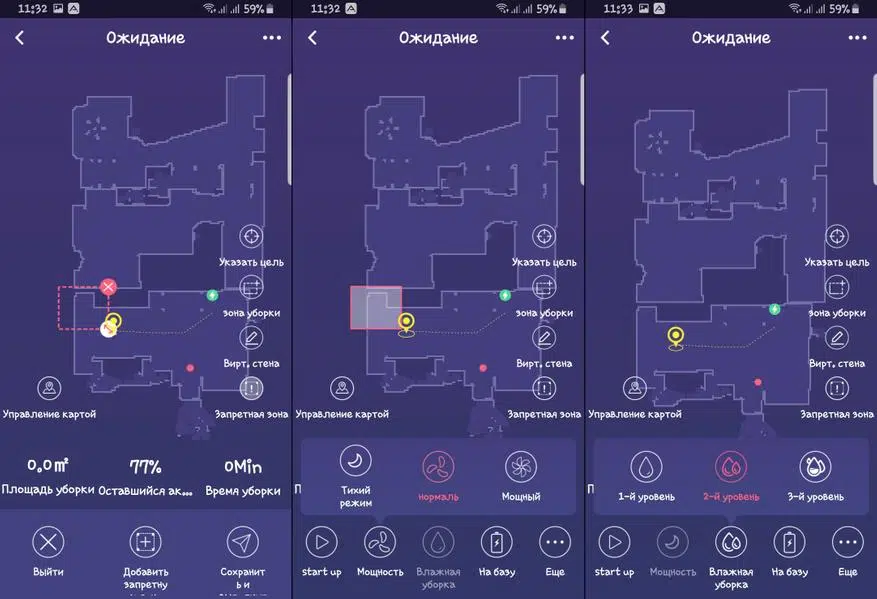 11:32 59%
Ожидание
Указать цель
зона уборки
Вирт. стена
Управление картой
Запретная зона
0.0㎡ 77% 0Min
Площадь уборки Оставшийся ак... Время уборки
Выйти
Добавить
запретну
Сохранит
ь и
11:32 59%
Ожидание
Указать цель
зона уборки
Вирт. стена
Управление картой
Запретная зона
Тихий
режим
нормаль
Мощный
start up
Мощность
Влажная
уборка
На базу
Еще
11:33 59%
Ожидание
Указать цель
зона уборки
Вирт. стена
Управление картой
Запретная зона
1-й уровень
2-й уровень
3-й уровень
start up
Мощность
Влажная
уборка
На базу
Еще